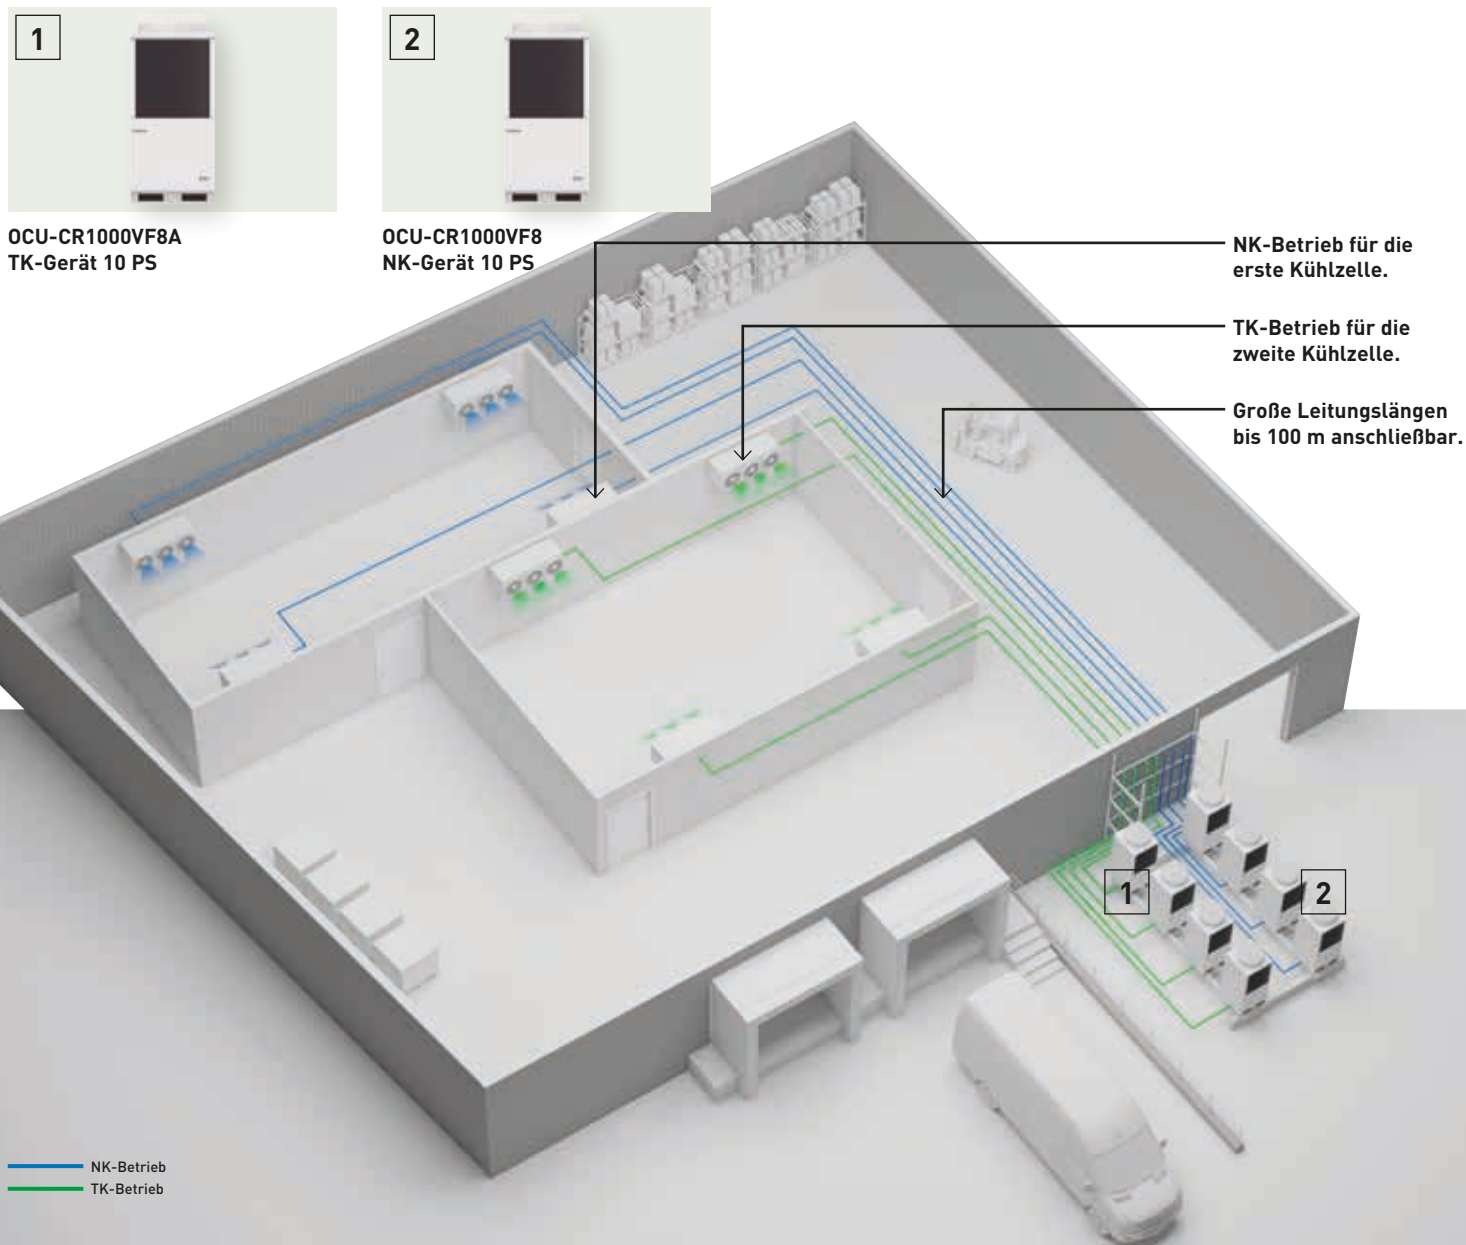 1
2
OCU-CR1000VF8A
TK-Gerät 10 PS
OCU-CR1000VF8
NK-Gerät 10 PS
NK-Betrieb für die
erste Kühlzelle.
TK-Betrieb für die
zweite Kühlzelle.
Große Leitungslängen
bis 100 m anschließbar.
1
2
NK-Betrieb
TK-Betrieb